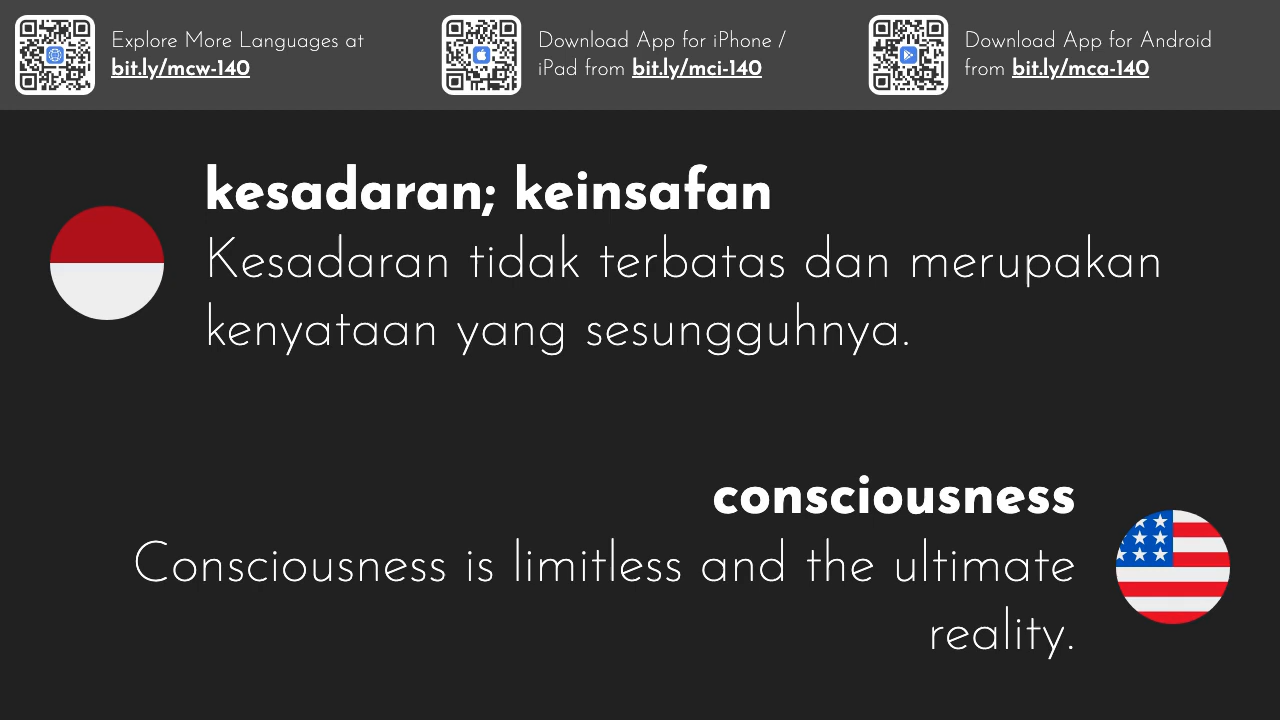 Explore More Languages at
bit.ly/mcw-140
Download App for iPhone /
iPad from bit.ly/mci-140
Download App for Android
from bit.ly/mca-140
kesadaran; keinsafan
Kesadaran tidak terbatas dan merupakan
kenyataan yang sesungguhnya.
consciousness
Consciousness is limitless and the ultimate
reality.